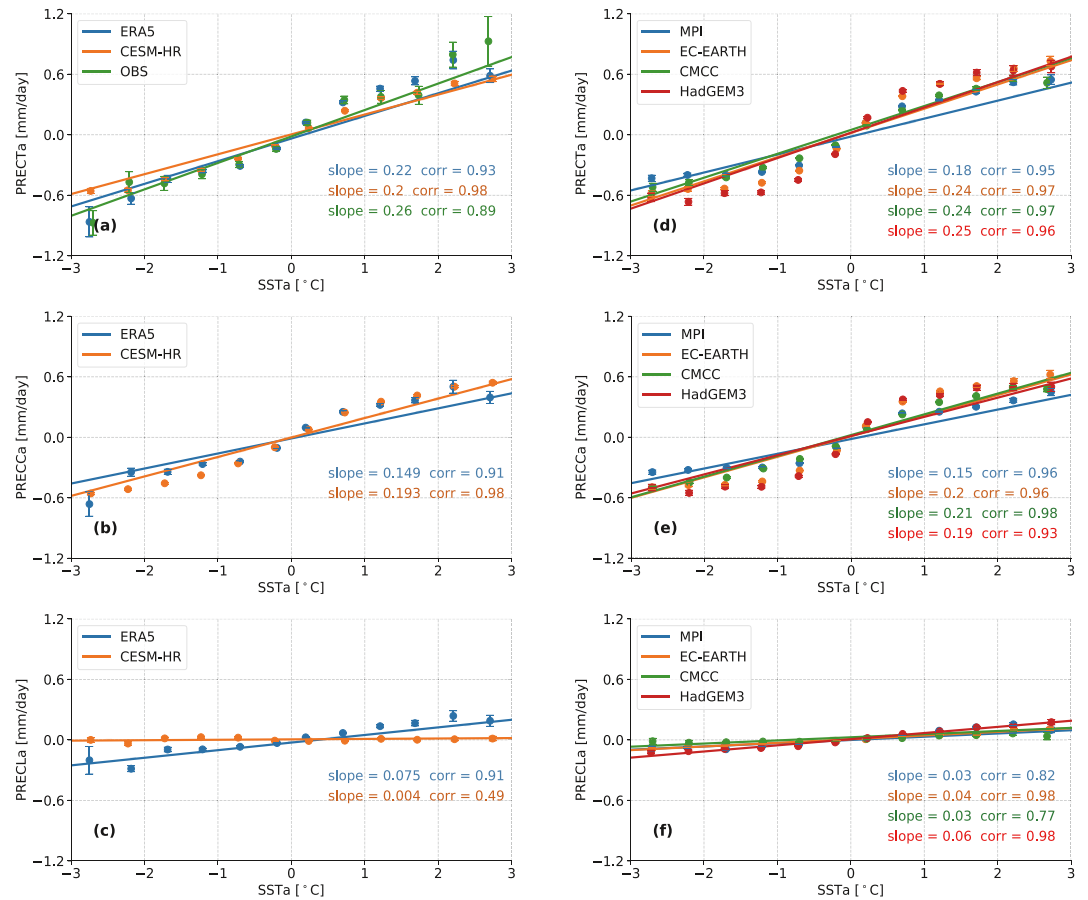 PRECTa [mm/day]
1.2
0.6
0.0
−0.6
−1.2
ERA5
CESM-HR
OBS
slope = 0.22 corr = 0.93
slope = 0.2 corr = 0.98
slope = 0.26 corr = 0.89
(a)
−3 −2 −1 0 1 2 3
SSTa [°C]
PRECTa [mm/day]
1.2
0.6
0.0
−0.6
−1.2
MPI
EC-EARTH
CMCC
HadGEM3
slope = 0.18 corr = 0.95
slope = 0.24 corr = 0.97
slope = 0.24 corr = 0.97
slope = 0.25 corr = 0.96
(d)
−3 −2 −1 0 1 2 3
SSTa [°C]
PRECCa [mm/day]
1.2
0.6
0.0
−0.6
−1.2
ERA5
CESM-HR
slope = 0.149 corr = 0.91
slope = 0.193 corr = 0.98
(b)
−3 −2 −1 0 1 2 3
SSTa [°C]
PRECCa [mm/day]
1.2
0.6
0.0
−0.6
−1.2
MPI
EC-EARTH
CMCC
HadGEM3
slope = 0.15 corr = 0.96
slope = 0.2 corr = 0.96
slope = 0.21 corr = 0.98
slope = 0.19 corr = 0.93
(e)
−3 −2 −1 0 1 2 3
SSTa [°C]
PRECLa [mm/day]
1.2
0.6
0.0
−0.6
−1.2
ERA5
CESM-HR
slope = 0.075 corr = 0.91
slope = 0.004 corr = 0.49
(c)
−3 −2 −1 0 1 2 3
SSTa [°C]
PRECLa [mm/day]
1.2
0.6
0.0
−0.6
−1.2
MPI
EC-EARTH
CMCC
HadGEM3
slope = 0.03 corr = 0.82
slope = 0.04 corr = 0.98
slope = 0.03 corr = 0.77
slope = 0.06 corr = 0.98
(f)
−3 −2 −1 0 1 2 3
SSTa [°C]